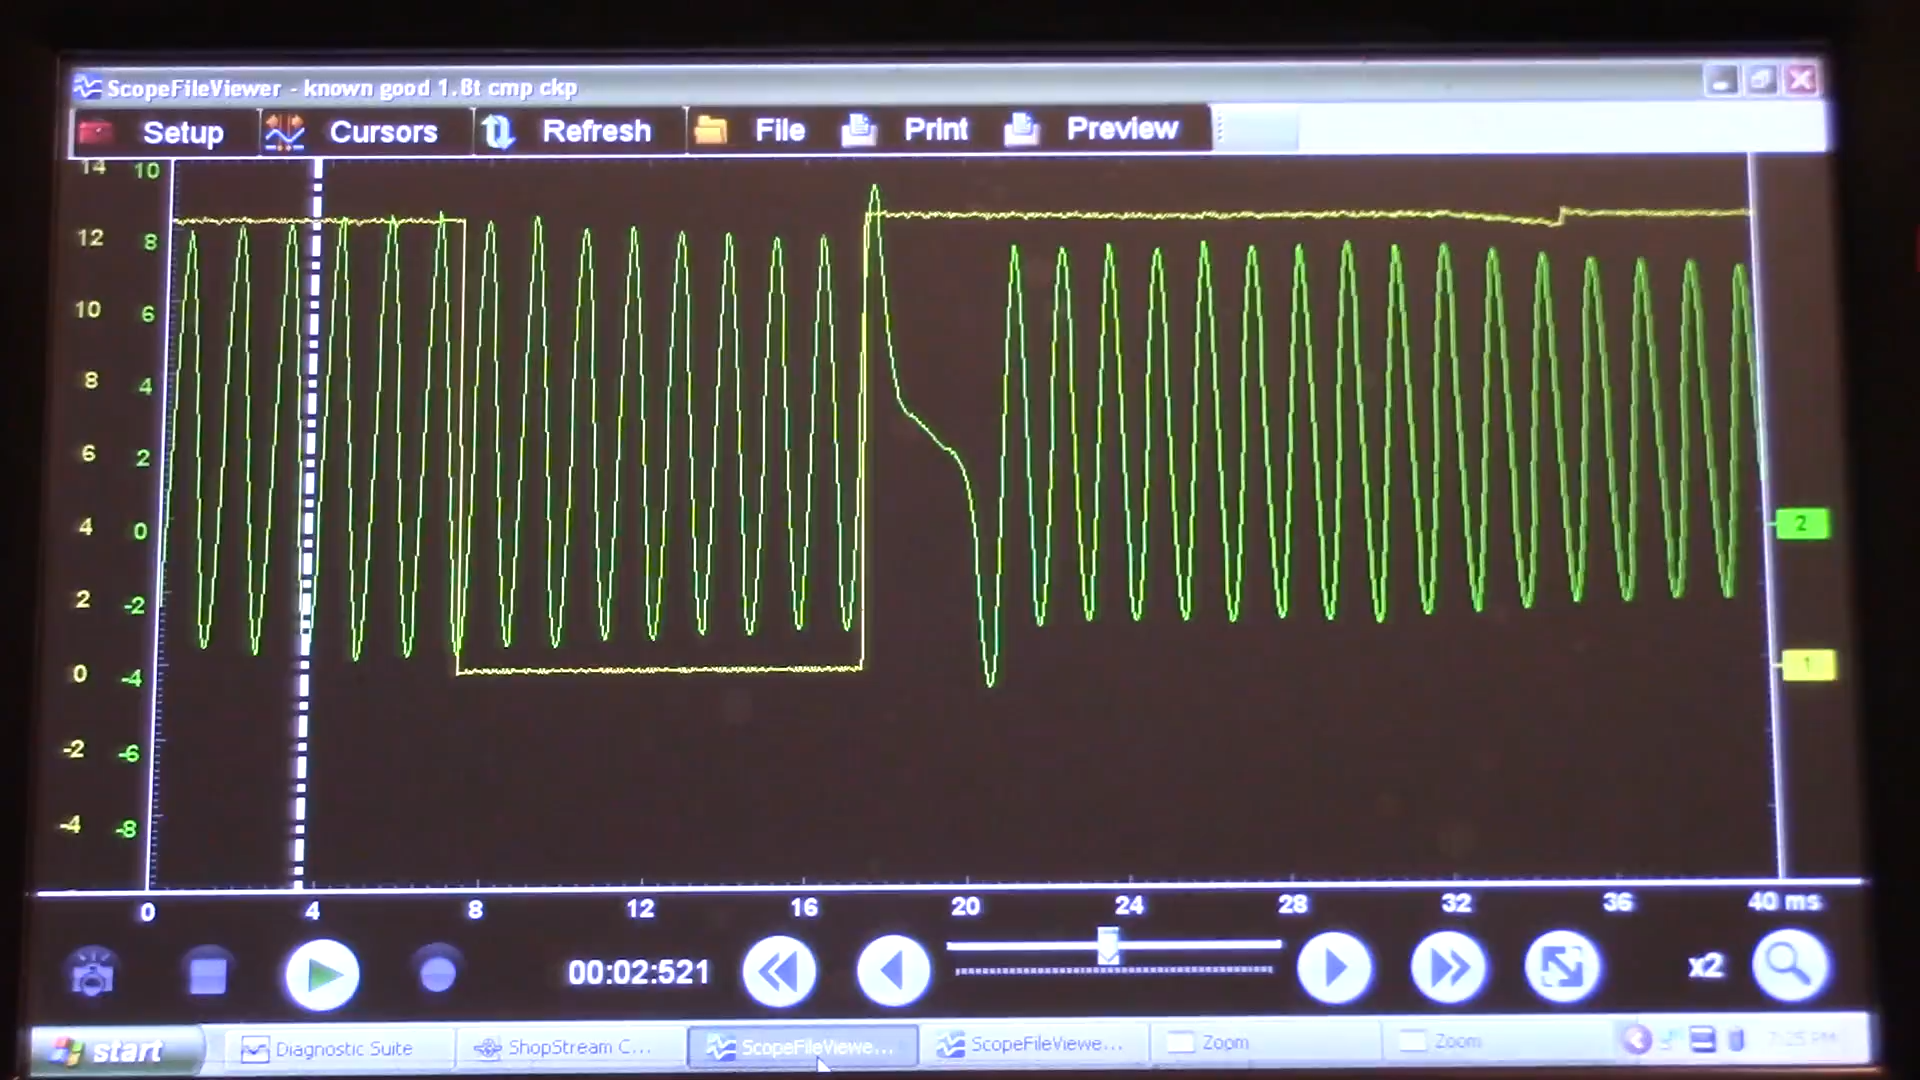 ScopeFileViewer - known good 1.8t cmp ckp
Setup Cursors Refresh File Print Preview
14 10
12 8
10 6
8 4
6 2
4 0
2 -2
0 -4
-2 -6
-4 -8
2
1
0 4 8 12 16 20 24 28 32 36 40 ms
00:02:521 x2
start Diagnostic Suite ShopStream C... ScopeFileViewe... ScopeFileViewe... Zoom Zoom 7:25 PM